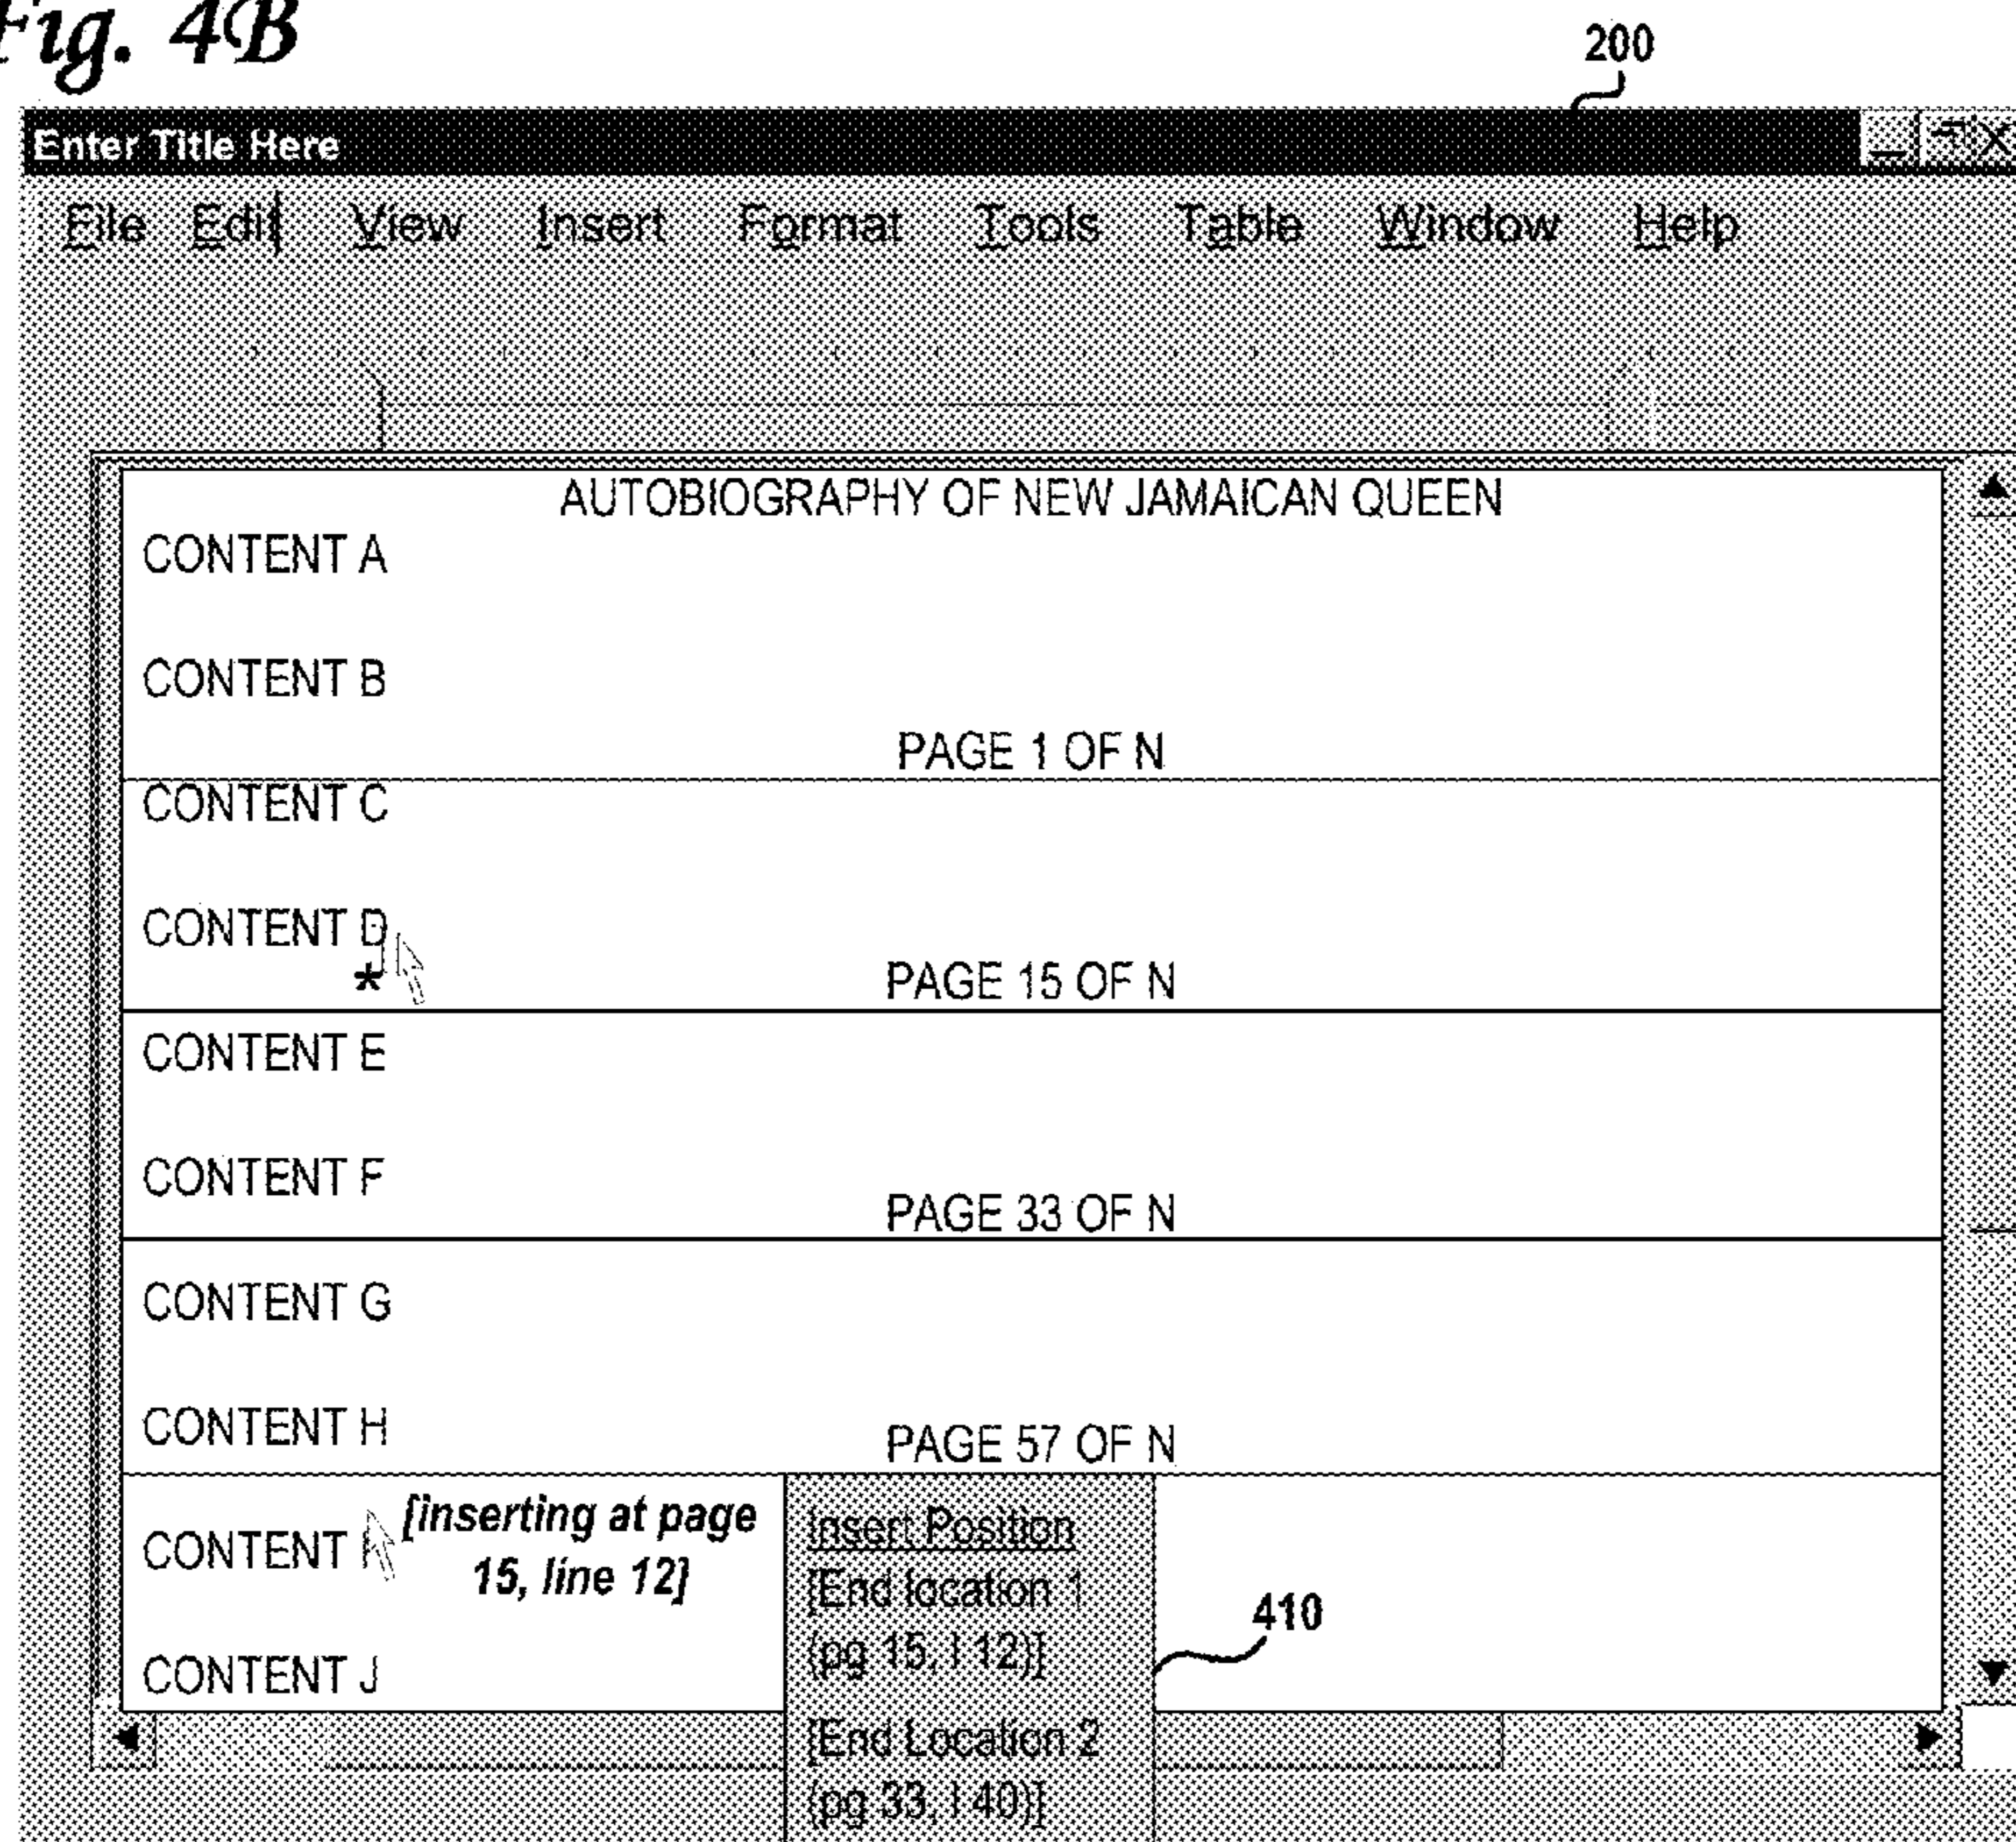 Fig. 4B
200
Enter Title Here
File Edit View Insert Format Tools Table Window Help
AUTOBIOGRAPHY OF NEW JAMAICAN QUEEN
CONTENT A
CONTENT B
PAGE 1 OF N
CONTENT C
CONTENT D
* PAGE 15 OF N
CONTENT E
CONTENT F
PAGE 33 OF N
CONTENT G
CONTENT H
PAGE 57 OF N
CONTENT
[inserting at page
15, line 12]
Insert Position
[End location 1
(pg 15, l 12)]
410
CONTENT J
[End Location 2
(pg 33, l 40)]